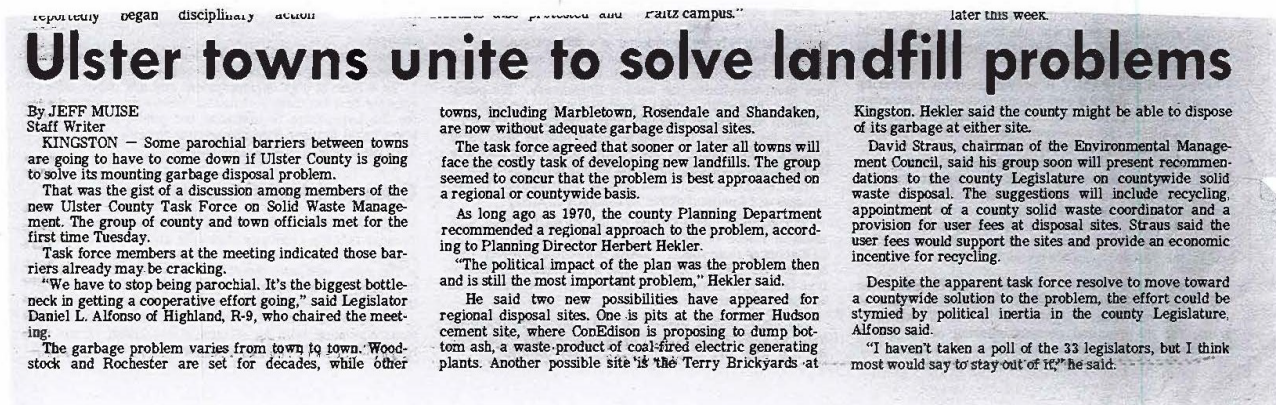 reportedly began disciplinary action
and Paltz campus."
later this week.
Ulster towns unite to solve landfill problems
By JEFF MUISE
Staff Writer
KINGSTON — Some parochial barriers between towns
are going to have to come down if Ulster County is going
to solve its mounting garbage disposal problem.
That was the gist of a discussion among members of the
new Ulster County Task Force on Solid Waste Manage-
ment. The group of county and town officials met for the
first time Tuesday.
Task force members at the meeting indicated those bar-
riers already may be cracking.
"We have to stop being parochial. It's the biggest bottle-
neck in getting a cooperative effort going," said Legislator
Daniel L. Alfonso of Highland, R-9, who chaired the meet-
ing.
The garbage problem varies from town to town. Wood-
stock and Rochester are set for decades, while other
towns, including Marbletown, Rosendale and Shandaken,
are now without adequate garbage disposal sites.
The task force agreed that sooner or later all towns will
face the costly task of developing new landfills. The group
seemed to concur that the problem is best approaached on
a regional or countywide basis.
As long ago as 1970, the county Planning Department
recommended a regional approach to the problem, accord-
ing to Planning Director Herbert Hekler.
"The political impact of the plan was the problem then
and is still the most important problem," Hekler said.
He said two new possibilities have appeared for
regional disposal sites. One is pits at the former Hudson
cement site, where ConEdison is proposing to dump bot-
tom ash, a waste product of coal-fired electric generating
plants. Another possible site is the Terry Brickyards at
Kingston. Hekler said the county might be able to dispose
of its garbage at either site.
David Straus, chairman of the Environmental Manage-
ment Council, said his group soon will present recommen-
dations to the county Legislature on countywide solid
waste disposal. The suggestions will include recycling,
appointment of a county solid waste coordinator and a
provision for user fees at disposal sites. Straus said the
user fees would support the sites and provide an economic
incentive for recycling.
Despite the apparent task force resolve to move toward
a countywide solution to the problem, the effort could be
stymied by political inertia in the county Legislature,
Alfonso said.
"I haven't taken a poll of the 33 legislators, but I think
most would say to stay out of it," he said.